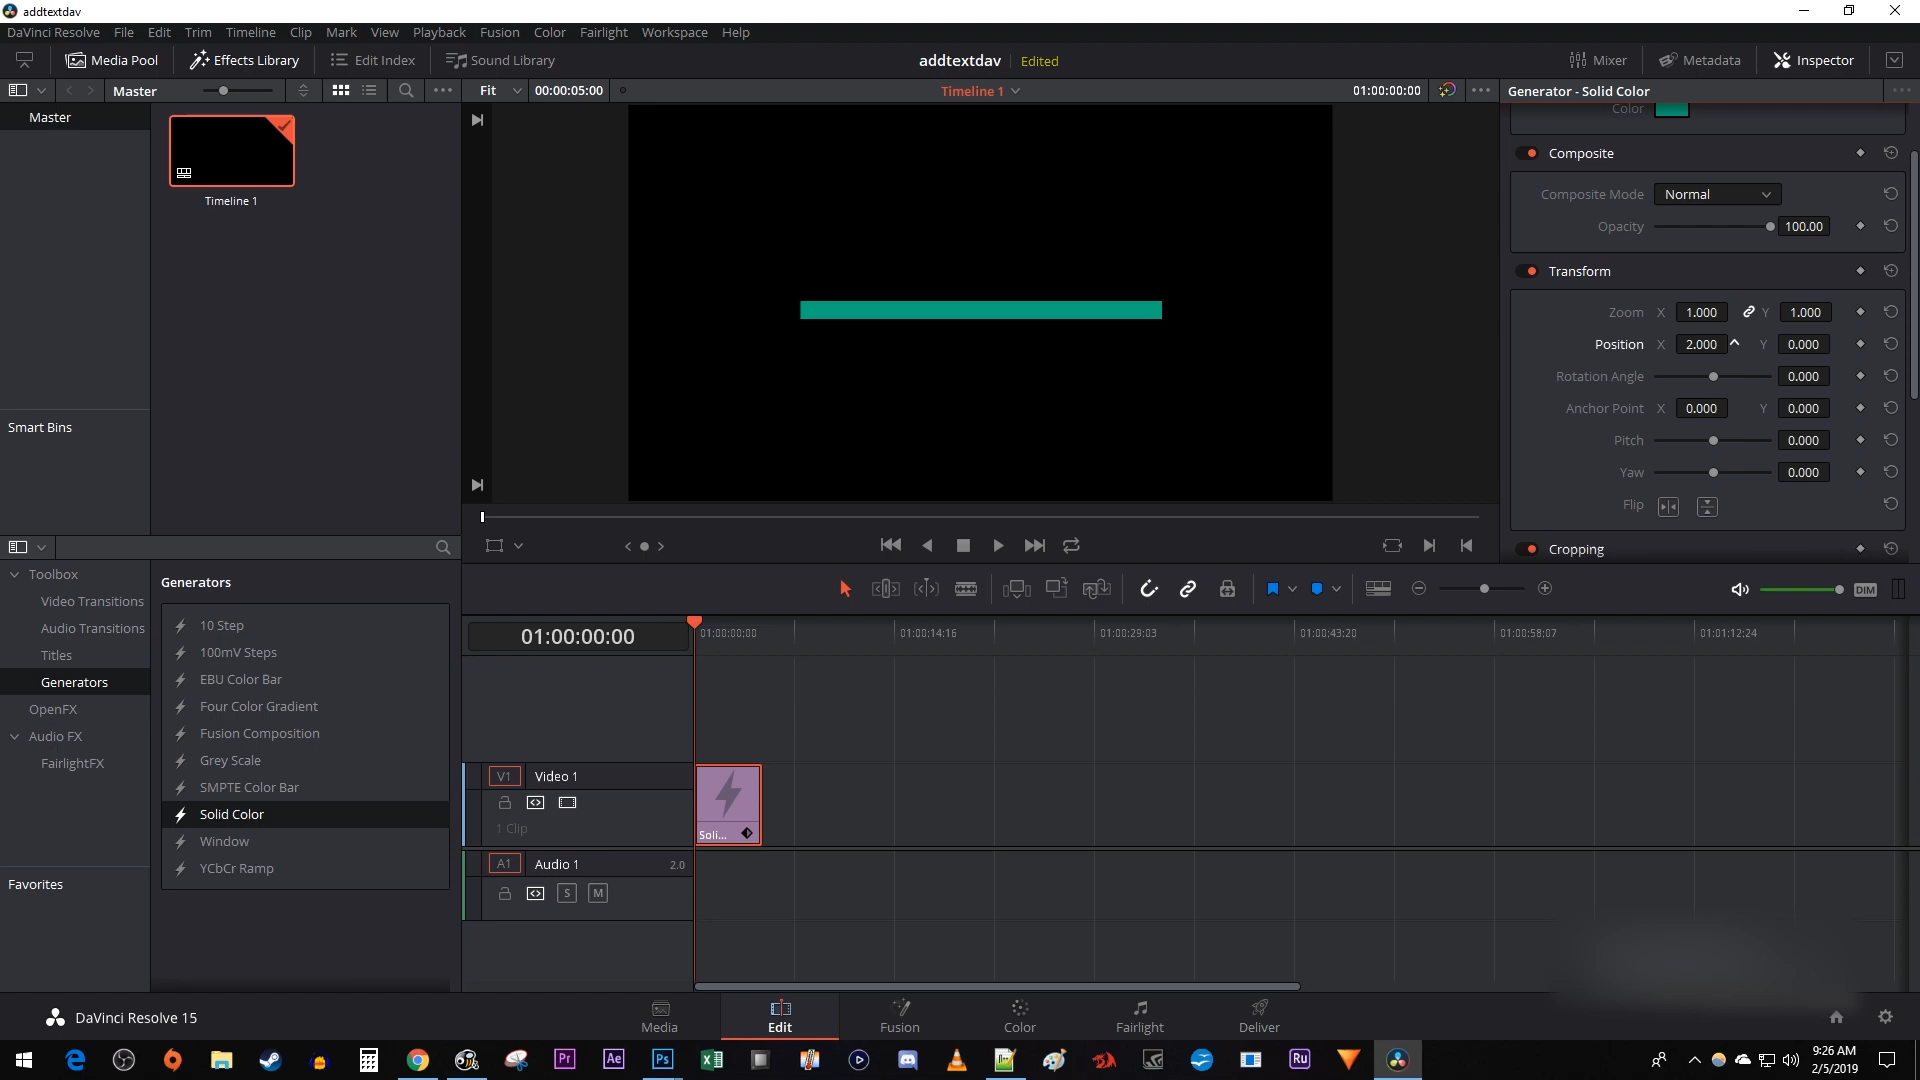 addtextdav
DaVinci Resolve File Edit Trim Timeline Clip Mark View Playback Fusion Color Fairlight Workspace Help
Media Pool Effects Library Edit Index Sound Library addtextdav Edited Mixer Metadata Inspector
Master Fit 00:00:05:00 Timeline 1 01:00:00:00 Generator - Solid Color
Master
Timeline 1
Smart Bins
Color
Composite
Composite Mode Normal
Opacity 100.00
Transform
Zoom X 1.000 Y 1.000
Position X 2.000 Y 0.000
Rotation Angle 0.000
Anchor Point X 0.000 Y 0.000
Pitch 0.000
Yaw 0.000
Flip
Cropping
Toolbox
Video Transitions
Audio Transitions
Titles
Generators
OpenFX
Audio FX
FairlightFX
Favorites
Generators
10 Step
100mV Steps
EBU Color Bar
Four Color Gradient
Fusion Composition
Grey Scale
SMPTE Color Bar
Solid Color
Window
YCbCr Ramp
DIM
01:00:00:00 01:00:00:00 01:00:14:16 01:00:29:03 01:00:43:20 01:00:58:07 01:01:12:24
V1 Video 1
1 Clip
Soli...
A1 Audio 1 2.0
S M
DaVinci Resolve 15 Media Edit Fusion Color Fairlight Deliver
Pr Ae Ps Ru
9:26 AM
2/5/2019